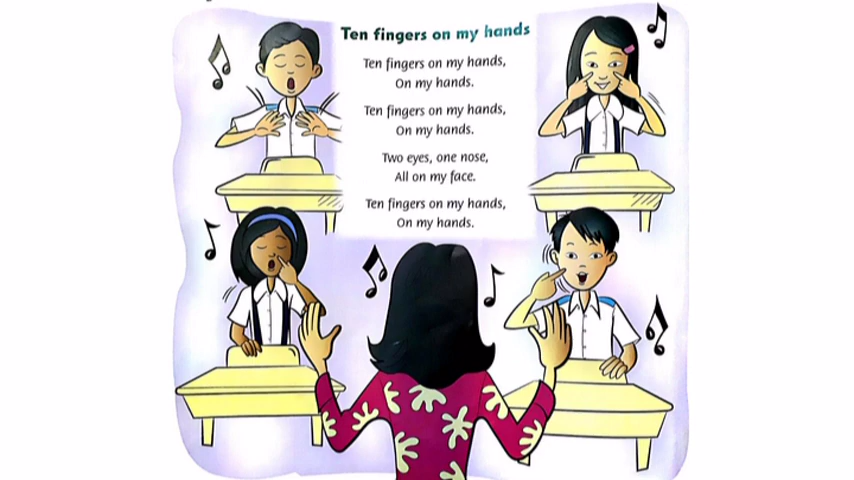 Ten fingers on my hands
Ten fingers on my hands,
On my hands.
Ten fingers on my hands,
On my hands.
Two eyes, one nose,
All on my face.
Ten fingers on my hands,
On my hands.